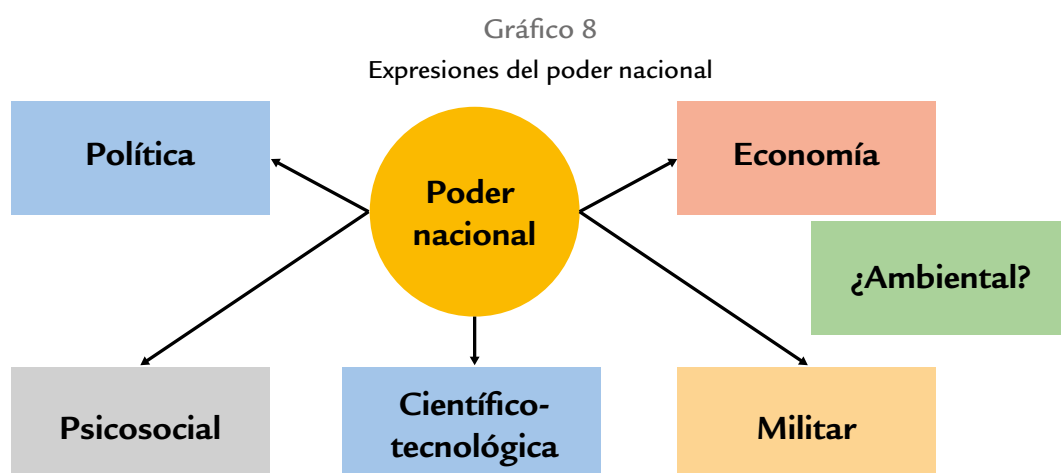 Gráfico 8
Expresiones del poder nacional
Política
Poder
nacional
Economía
¿Ambiental?
Psicosocial
Científico-
tecnológica
Militar